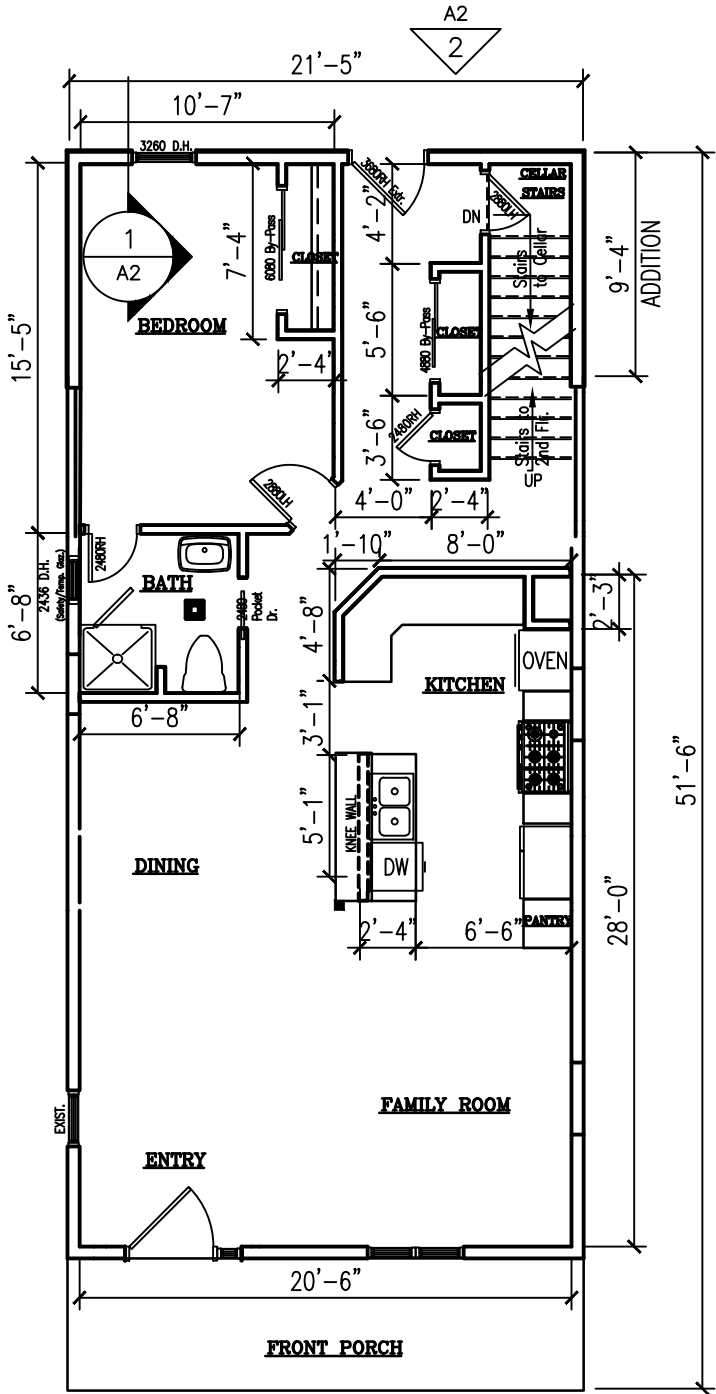 A2
2
21'-5"
10'-7"
3260 D.H.
3680RH Extr.
CELLAR
STAIRS
2880LH
DN
1
A2
7'-4"
6080 By-Pass
CLOSET
4'-2"
Stairs
to Cellar
9'-4"
ADDITION
BEDROOM
15'-5"
2'-4"
5'-6"
4880 By-Pass
CLOSET
3'-6"
2480RH
CLOSET
Stairs to
2nd Flr.
UP
2880LH
4'-0"
2'-4"
1'-10"
8'-0"
2480RH
BATH
2436 D.H.
(Safety/Temp. Glaz.)
6'-8"
2480
Pocket
Dr.
4'-8"
2'-3"
OVEN
KITCHEN
6'-8"
3'-1"
51'-6"
5'-1"
KNEE WALL
DW
DINING
28'-0"
PANTRY
2'-4"
6'-6"
EXIST.
FAMILY ROOM
ENTRY
20'-6"
FRONT PORCH